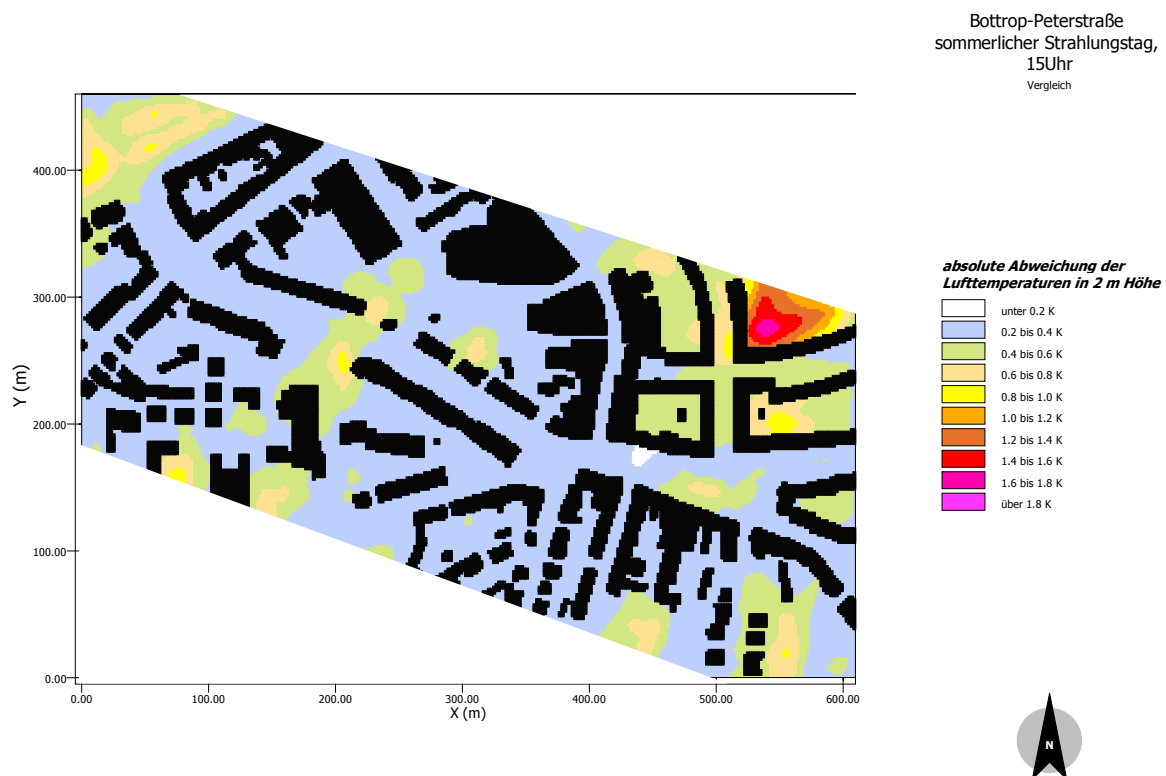 Bottrop-Peterstraße
sommerlicher Strahlungstag,
15Uhr
Vergleich
400.00
300.00
200.00
100.00
0.00
Y (m)
0.00
100.00
200.00
300.00
400.00
500.00
600.00
X (m)
absolute Abweichung der
Lufttemperaturen in 2 m Höhe
unter 0.2 K
0.2 bis 0.4 K
0.4 bis 0.6 K
0.6 bis 0.8 K
0.8 bis 1.0 K
1.0 bis 1.2 K
1.2 bis 1.4 K
1.4 bis 1.6 K
1.6 bis 1.8 K
über 1.8 K
N